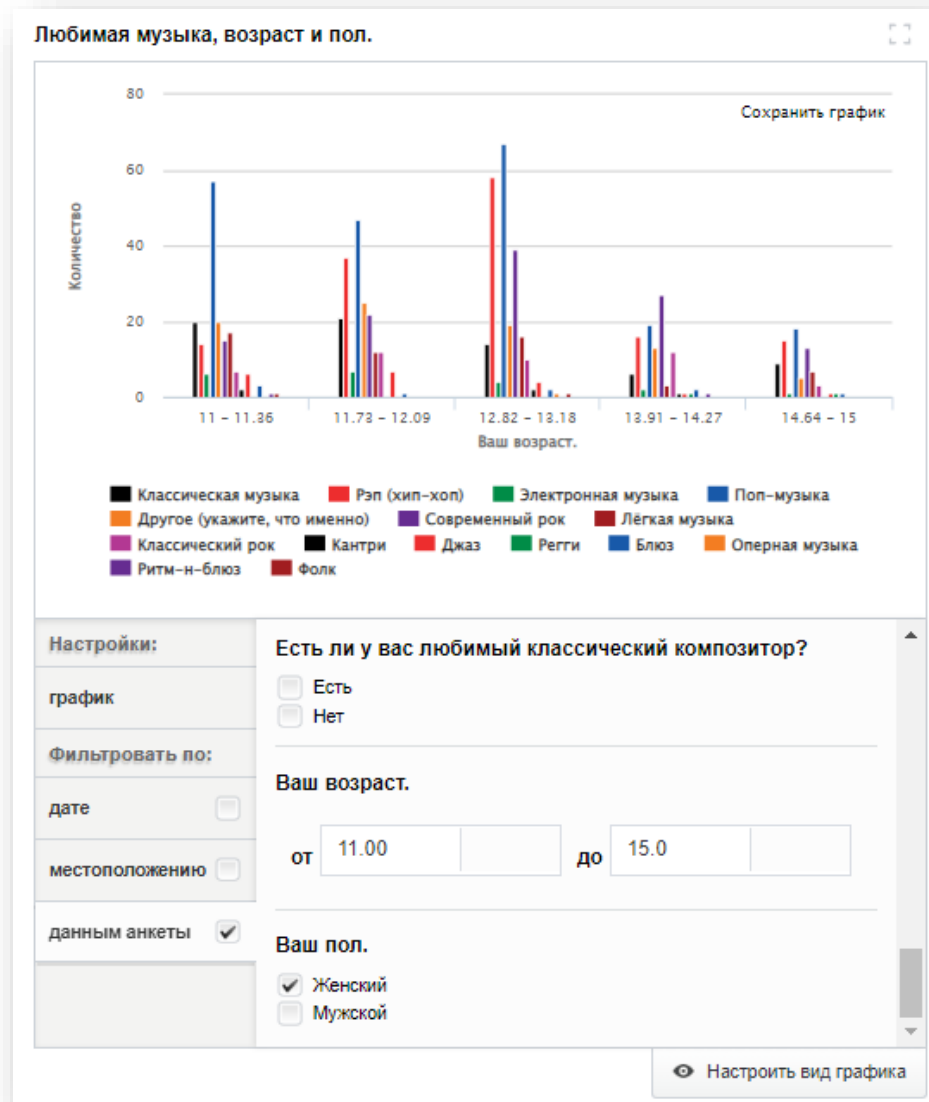 Любимая музыка, возраст и пол.
80
Сохранить график
60
40
20
0
Количество
11 - 11.36
11.73 - 12.09
12.82 - 13.18
13.91 - 14.27
14.64 - 15
Ваш возраст.
Классическая музыка Рэп (хип-хоп) Электронная музыка Поп-музыка
Другое (укажите, что именно) Современный рок Лёгкая музыка
Классический рок Кантри Джаз Регги Блюз Оперная музыка
Ритм-н-блюз Фолк
Настройки:
график
Фильтровать по:
дате
местоположению
данным анкеты
Есть ли у вас любимый классический композитор?
Есть
Нет
Ваш возраст.
от 11.00 до 15.0
Ваш пол.
Женский
Мужской
Настроить вид графика